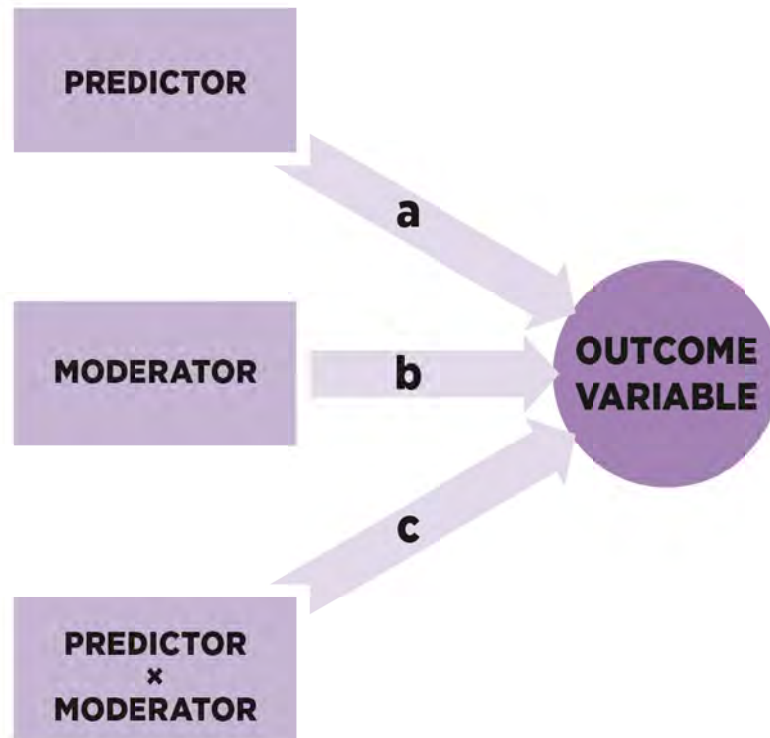 PREDICTOR
a
MODERATOR
b
OUTCOME
VARIABLE
c
PREDICTOR
×
MODERATOR